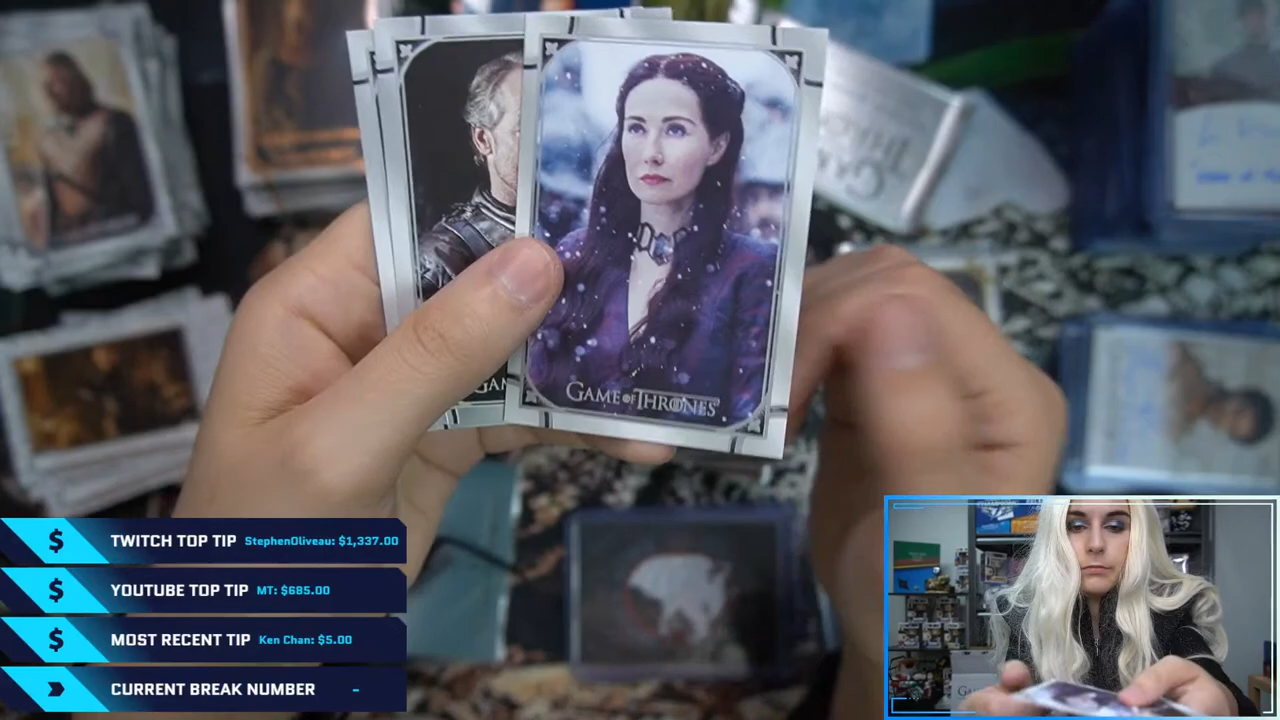 GAME OF THRONES
GAM
$ TWITCH TOP TIP StephenOliveau: $1,337.00
$ YOUTUBE TOP TIP MT: $685.00
$ MOST RECENT TIP Ken Chan: $5.00
CURRENT BREAK NUMBER -